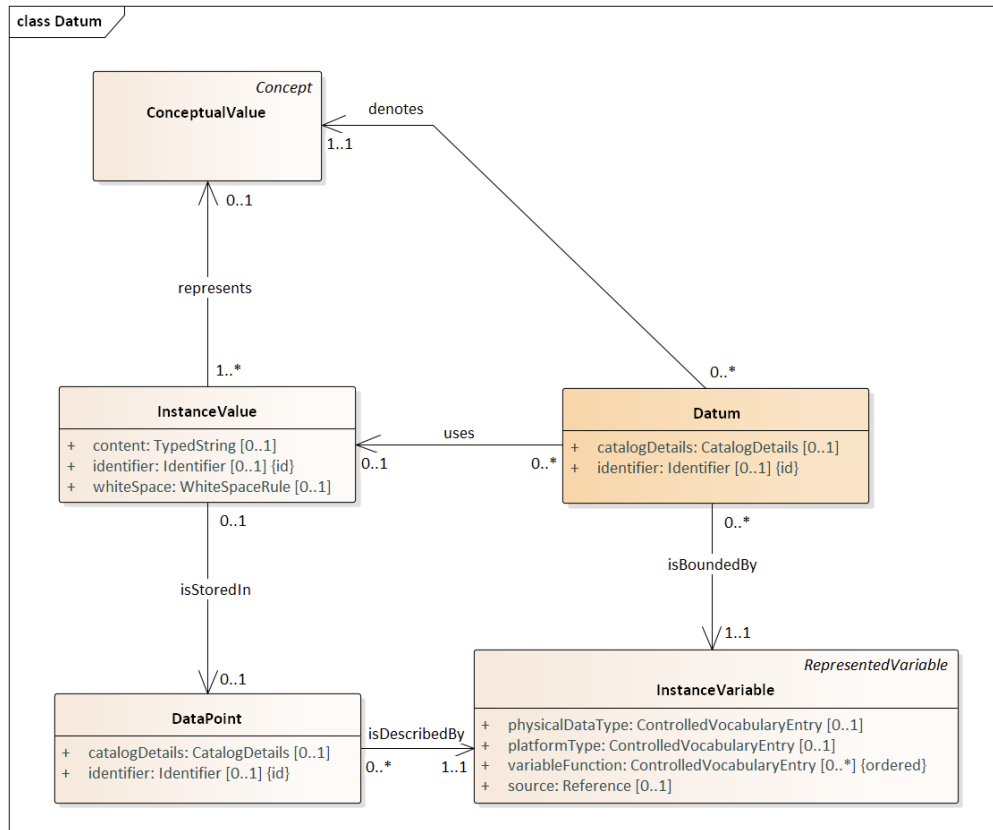 class Datum
Concept
ConceptualValue
denotes
1..1
0..1
represents
1..*
0..*
InstanceValue
+ content: TypedString [0..1]
+ identifier: Identifier [0..1] {id}
+ whiteSpace: WhiteSpaceRule [0..1]
uses
0..1
0..*
Datum
+ catalogDetails: CatalogDetails [0..1]
+ identifier: Identifier [0..1] {id}
0..1
0..*
isStoredIn
isBoundedBy
0..1
1..1
DataPoint
+ catalogDetails: CatalogDetails [0..1]
+ identifier: Identifier [0..1] {id}
isDescribedBy
0..*
1..1
RepresentedVariable
InstanceVariable
+ physicalDataType: ControlledVocabularyEntry [0..1]
+ platformType: ControlledVocabularyEntry [0..1]
+ variableFunction: ControlledVocabularyEntry [0..*] {ordered}
+ source: Reference [0..1]